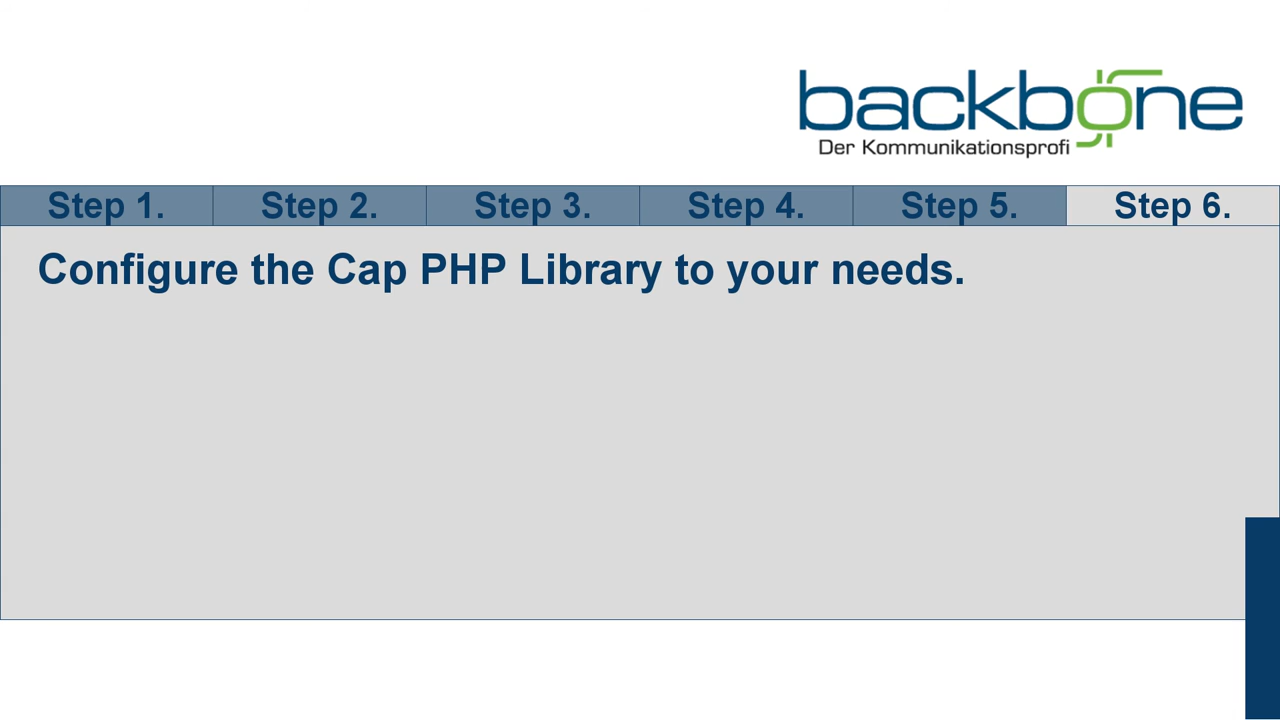 backbone
Der Kommunikationsprofi
Step 1. Step 2. Step 3. Step 4. Step 5. Step 6.
Configure the Cap PHP Library to your needs.